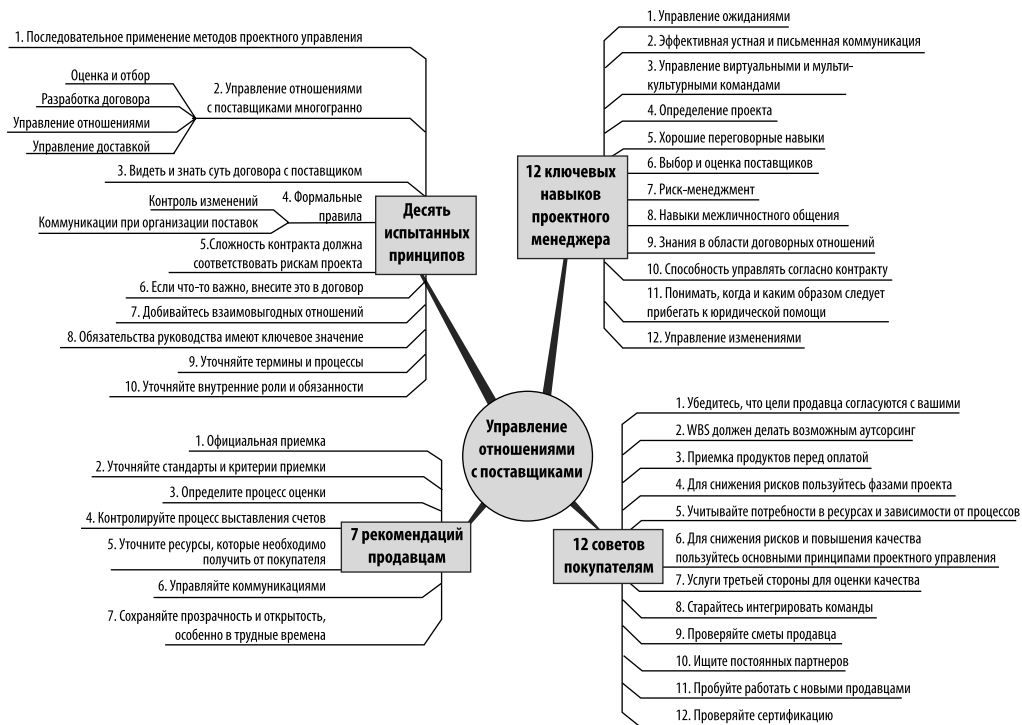 1. Последовательное применение методов проектного управления
Оценка и отбор
Разработка договора
Управление отношениями
Управление доставкой
2. Управление отношениями
с поставщиками многогранно
3. Видеть и знать суть договора с поставщиком
Контроль изменений
Коммуникации при организации поставок
4. Формальные
правила
5.Сложность контракта должна
соответствовать рискам проекта
6. Если что-то важно, внесите это в договор
7. Добивайтесь взаимовыгодных отношений
8. Обязательства руководства имеют ключевое значение
9. Уточняйте термины и процессы
10. Уточняйте внутренние роли и обязанности
Десять
испытанных
принципов
1. Управление ожиданиями
2. Эффективная устная и письменная коммуникация
3. Управление виртуальными и мульти-
культурными командами
4. Определение проекта
5. Хорошие переговорные навыки
6. Выбор и оценка поставщиков
7. Риск-менеджмент
8. Навыки межличностного общения
9. Знания в области договорных отношений
10. Способность управлять согласно контракту
11. Понимать, когда и каким образом следует
прибегать к юридической помощи
12. Управление изменениями
12 ключевых
навыков
проектного
менеджера
Управление
отношениями
с поставщиками
1. Официальная приемка
2. Уточняйте стандарты и критерии приемки
3. Определите процесс оценки
4. Контролируйте процесс выставления счетов
5. Уточните ресурсы, которые необходимо
получить от покупателя
6. Управляйте коммуникациями
7. Сохраняйте прозрачность и открытость,
особенно в трудные времена
7 рекомендаций
продавцам
12 советов
покупателям
1. Убедитесь, что цели продавца согласуются с вашими
2. WBS должен делать возможным аутсорсинг
3. Приемка продуктов перед оплатой
4. Для снижения рисков пользуйтесь фазами проекта
5. Учитывайте потребности в ресурсах и зависимости от процессов
6. Для снижения рисков и повышения качества
пользуйтесь основными принципами проектного управления
7. Услуги третьей стороны для оценки качества
8. Старайтесь интегрировать команды
9. Проверяйте сметы продавца
10. Ищите постоянных партнеров
11. Пробуйте работать с новыми продавцами
12. Проверяйте сертификацию